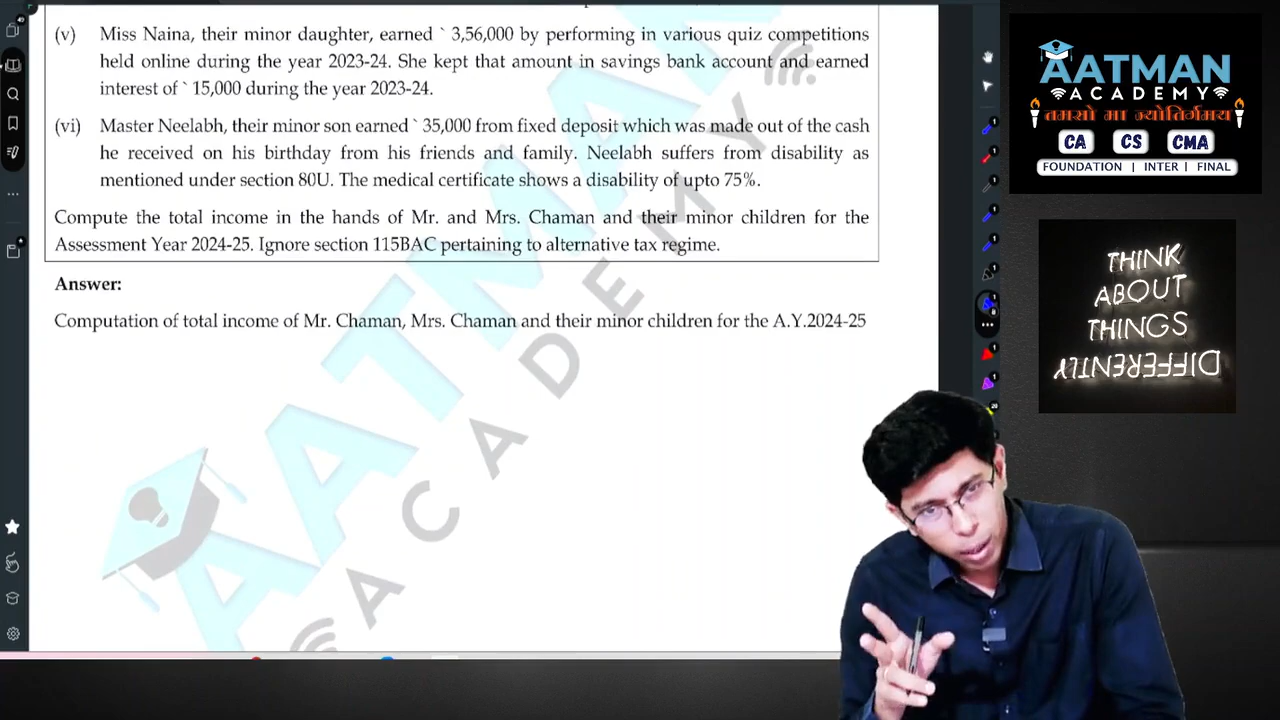 (v) Miss Naina, their minor daughter, earned ` 3,56,000 by performing in various quiz competitions
held online during the year 2023-24. She kept that amount in savings bank account and earned
interest of ` 15,000 during the year 2023-24.
(vi) Master Neelabh, their minor son earned ` 35,000 from fixed deposit which was made out of the cash
he received on his birthday from his friends and family. Neelabh suffers from disability as
mentioned under section 80U. The medical certificate shows a disability of upto 75%.
Compute the total income in the hands of Mr. and Mrs. Chaman and their minor children for the
Assessment Year 2024-25. Ignore section 115BAC pertaining to alternative tax regime.
Answer:
Computation of total income of Mr. Chaman, Mrs. Chaman and their minor children for the A.Y.2024-25
AATMAN
ACADEMY
AATMAN
ACADEMY
तमसो मा ज्योतिर्गमय
CA CS CMA
FOUNDATION | INTER | FINAL
THINK
ABOUT
THINGS
DIFFERENTLY